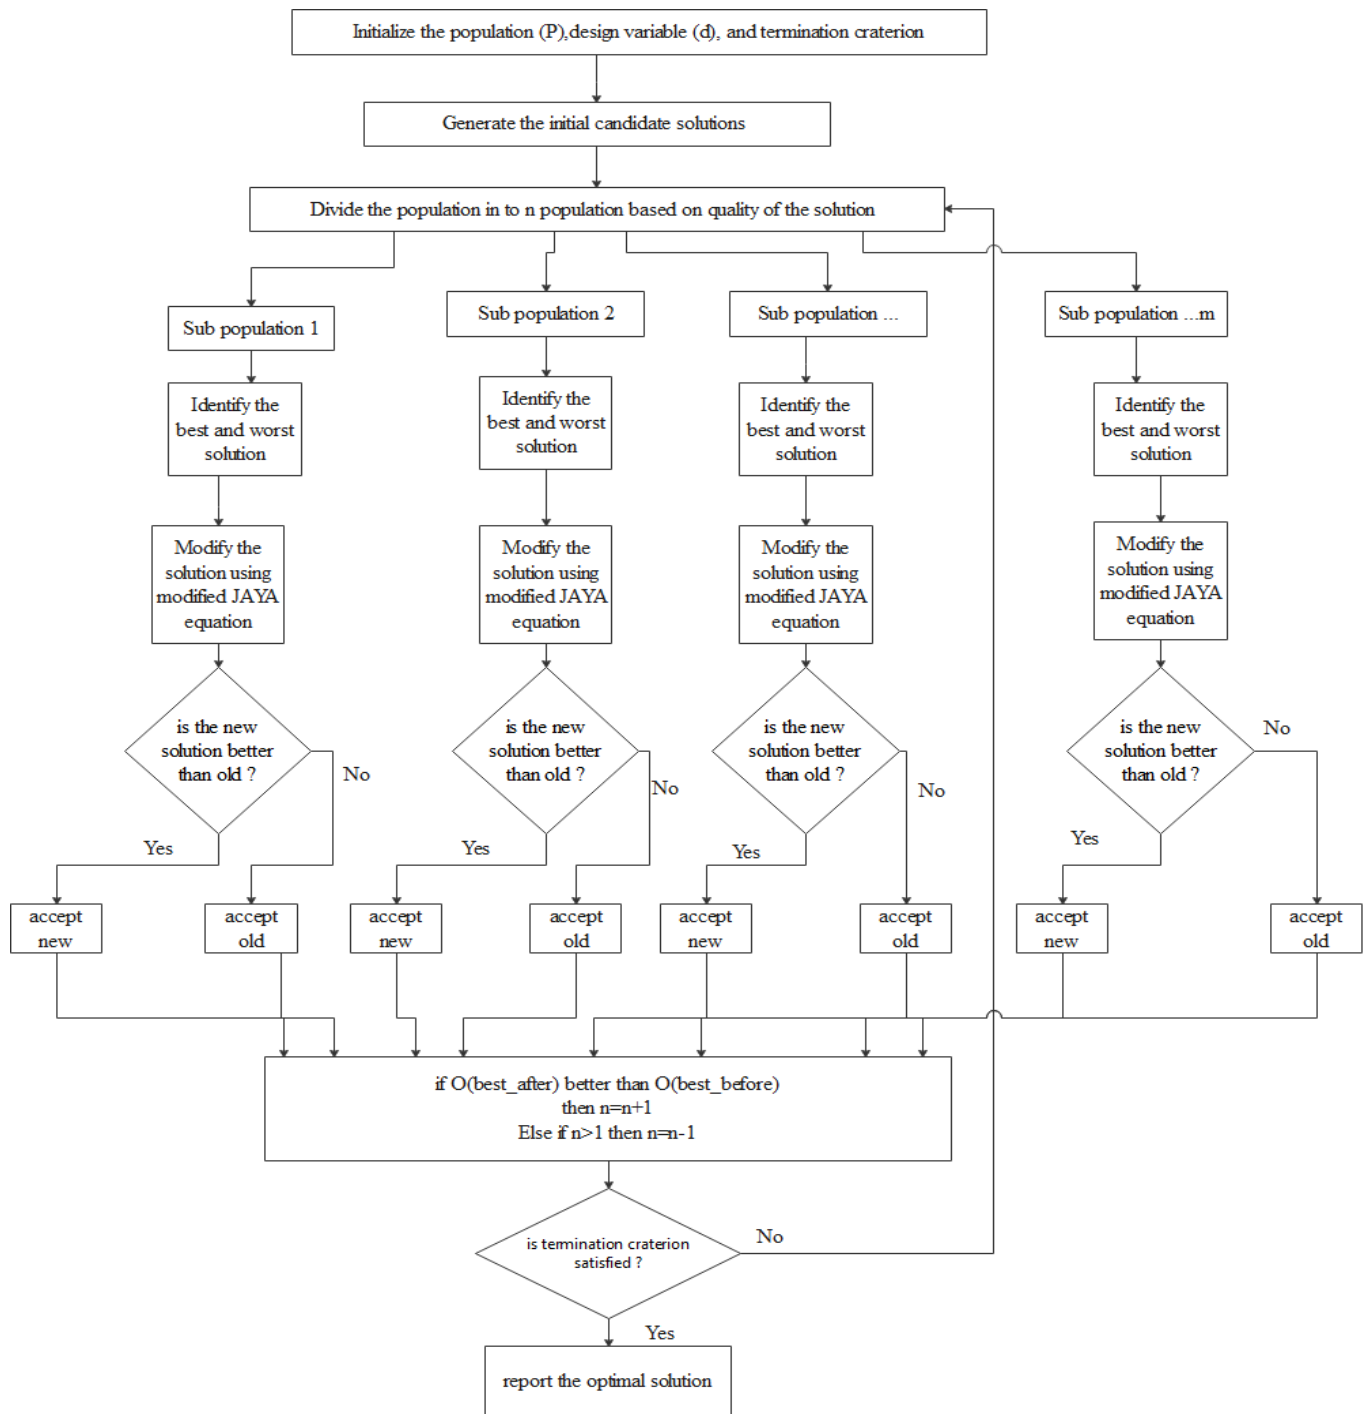 Initialize the population (P),design variable (d), and termination craterion
Generate the initial candidate solutions
Divide the population in to n population based on quality of the solution
Sub population 1
Sub population 2
Sub population ...
Sub population ...m
Identify the
best and worst
solution
Identify the
best and worst
solution
Identify the
best and worst
solution
Identify the
best and worst
solution
Modify the
solution using
modified JAYA
equation
Modify the
solution using
modified JAYA
equation
Modify the
solution using
modified JAYA
equation
Modify the
solution using
modified JAYA
equation
is the new
solution better
than old ?
No
Yes
is the new
solution better
than old ?
No
Yes
is the new
solution better
than old ?
No
Yes
is the new
solution better
than old ?
No
Yes
accept
new
accept
old
accept
new
accept
old
accept
new
accept
old
accept
new
accept
old
if O(best_after) better than O(best_before)
then n=n+1
Else if n>1 then n=n-1
is termination craterion
satisfied ?
No
Yes
report the optimal solution